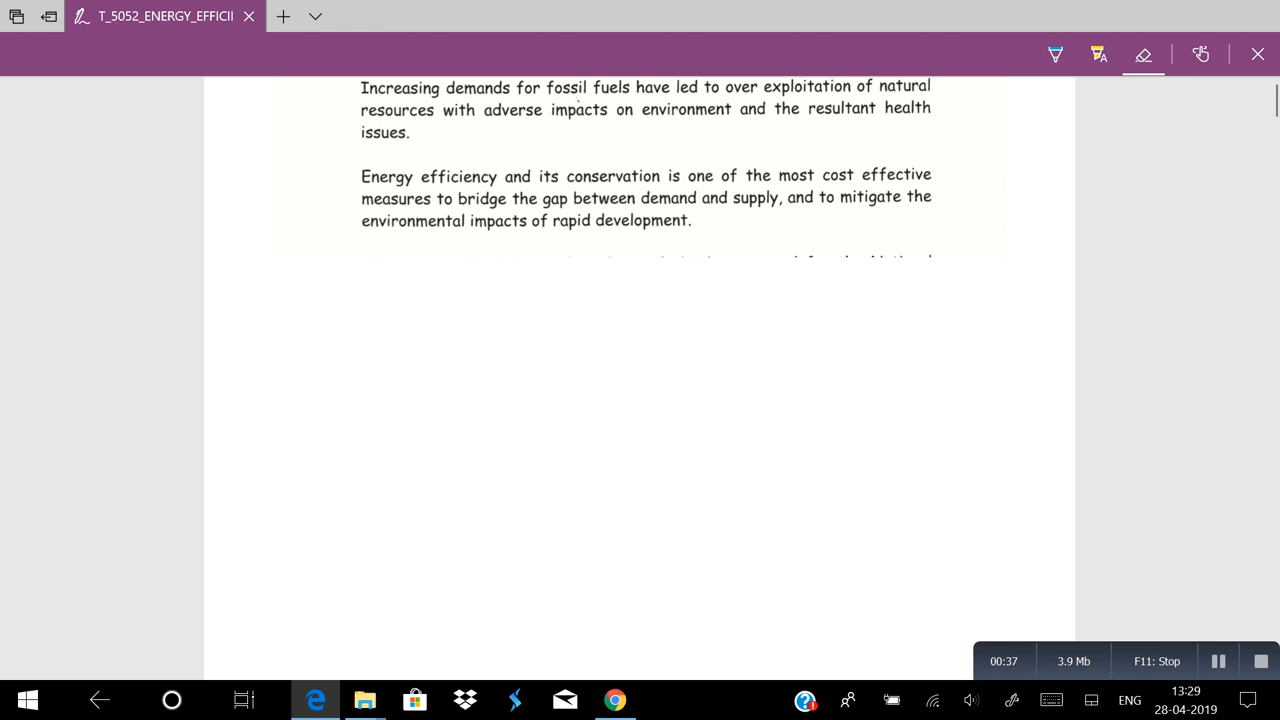 T_5052_ENERGY_EFFICII
Increasing demands for fossil fuels have led to over exploitation of natural
resources with adverse impacts on environment and the resultant health
issues.
Energy efficiency and its conservation is one of the most cost effective
measures to bridge the gap between demand and supply, and to mitigate the
environmental impacts of rapid development.
00:37
3.9 Mb
F11: Stop
ENG
13:29
28-04-2019